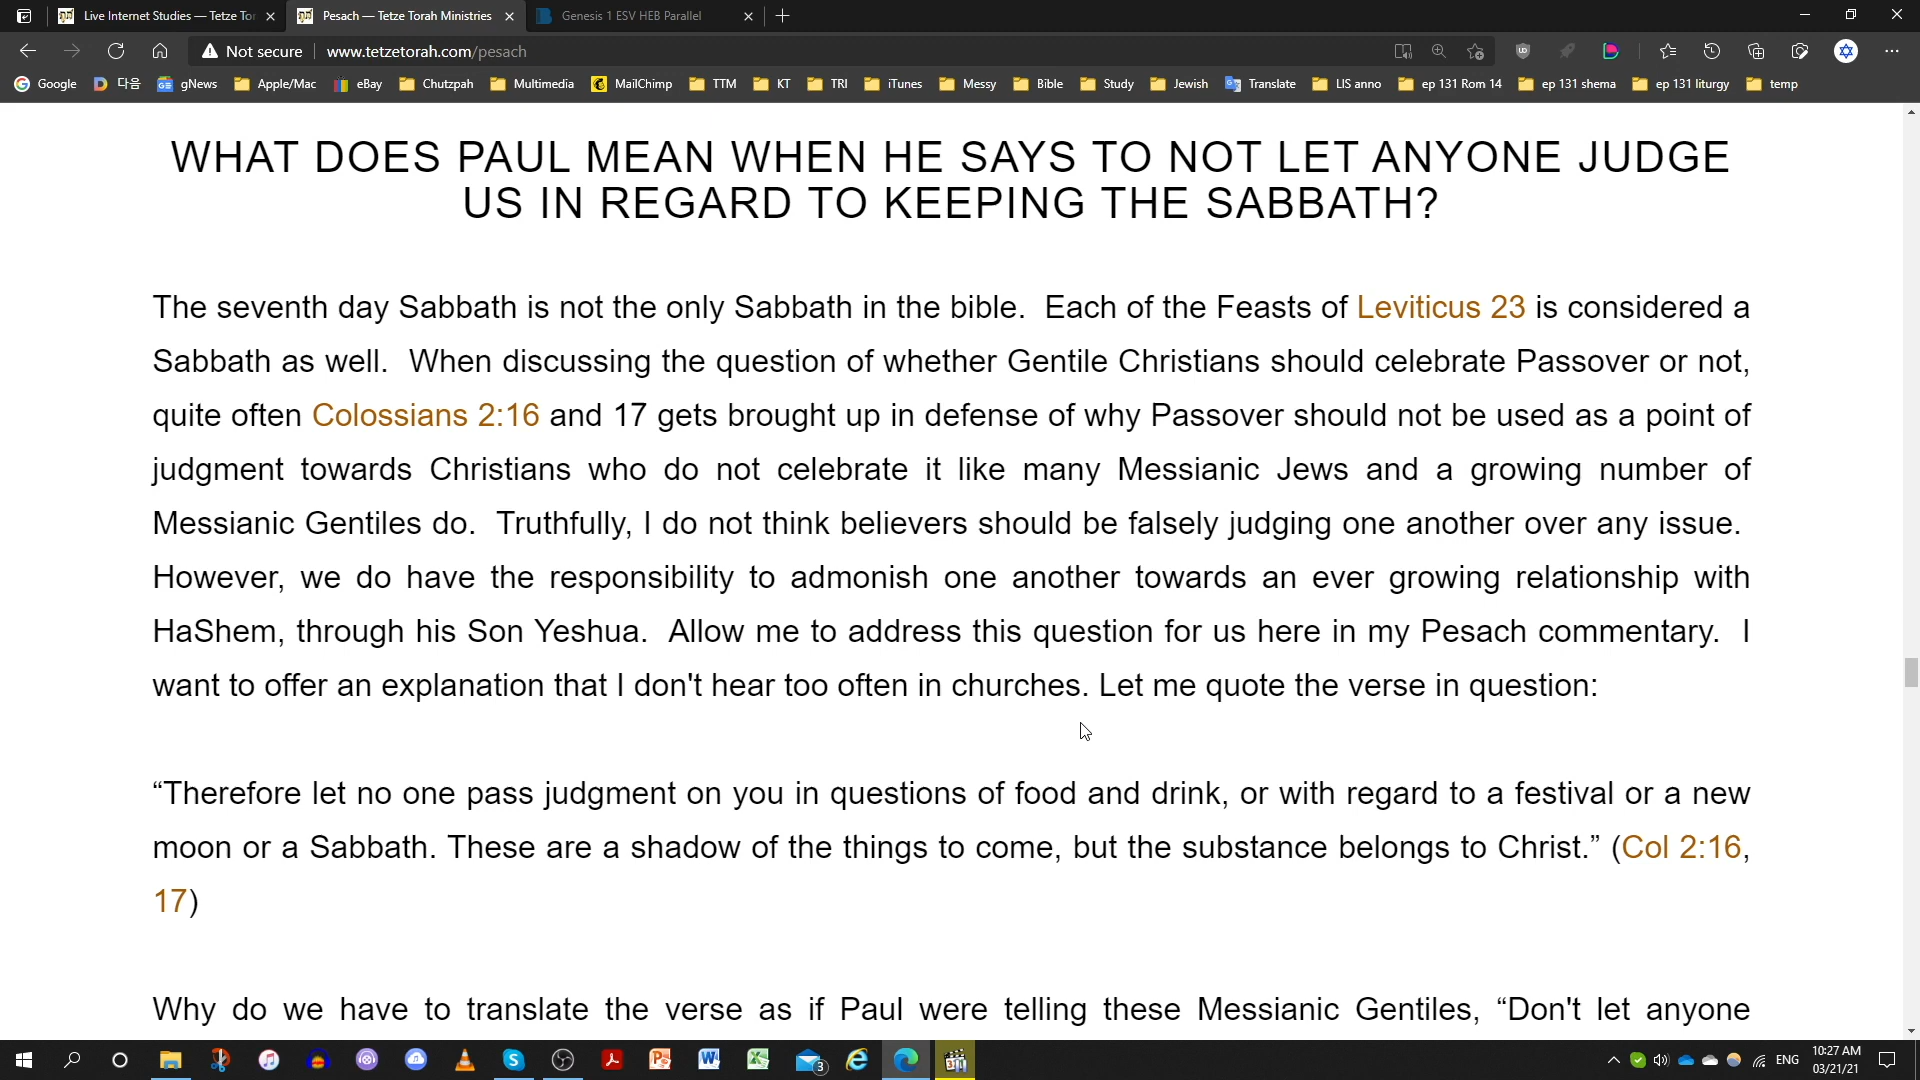 Live Internet Studies — Tetze Tor
Pesach — Tetze Torah Ministries
Genesis 1 ESV HEB Parallel
Not secure
www.tetzetorah.com/pesach
Google
다음
gNews
Apple/Mac
eBay
Chutzpah
Multimedia
MailChimp
TTM
KT
TRI
iTunes
Messy
Bible
Study
Jewish
Translate
LIS anno
ep 131 Rom 14
ep 131 shema
ep 131 liturgy
temp
WHAT DOES PAUL MEAN WHEN HE SAYS TO NOT LET ANYONE JUDGE
US IN REGARD TO KEEPING THE SABBATH?
The seventh day Sabbath is not the only Sabbath in the bible. Each of the Feasts of Leviticus 23 is considered a
Sabbath as well. When discussing the question of whether Gentile Christians should celebrate Passover or not,
quite often Colossians 2:16 and 17 gets brought up in defense of why Passover should not be used as a point of
judgment towards Christians who do not celebrate it like many Messianic Jews and a growing number of
Messianic Gentiles do. Truthfully, I do not think believers should be falsely judging one another over any issue.
However, we do have the responsibility to admonish one another towards an ever growing relationship with
HaShem, through his Son Yeshua. Allow me to address this question for us here in my Pesach commentary. I
want to offer an explanation that I don't hear too often in churches. Let me quote the verse in question:
“Therefore let no one pass judgment on you in questions of food and drink, or with regard to a festival or a new
moon or a Sabbath. These are a shadow of the things to come, but the substance belongs to Christ.” (Col 2:16,
17)
Why do we have to translate the verse as if Paul were telling these Messianic Gentiles, “Don't let anyone
3
ENG
10:27 AM
03/21/21